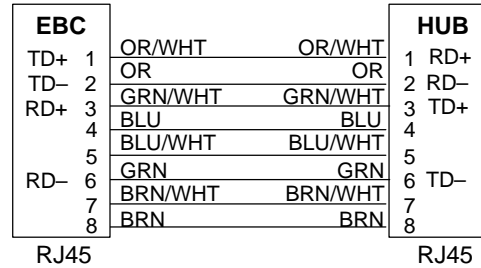 EBC HUB
TD+ 1 OR/WHT OR/WHT 1 RD+
TD– 2 OR OR 2 RD–
RD+ 3 GRN/WHT GRN/WHT 3 TD+
4 BLU BLU 4
5 BLU/WHT BLU/WHT 5
RD– 6 GRN GRN 6 TD–
7 BRN/WHT BRN/WHT 7
8 BRN BRN 8
RJ45 RJ45